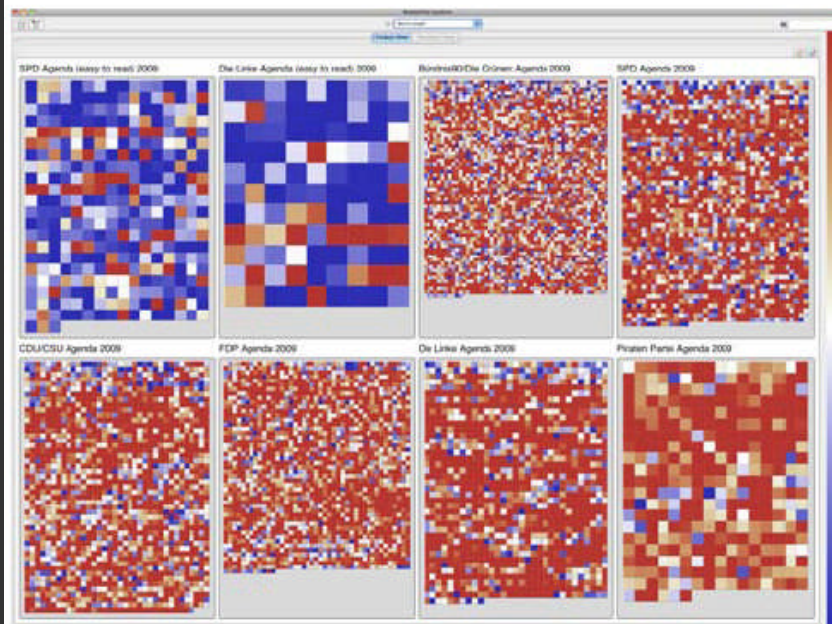 SPD Agenda (easy to read) 2009
Die Linke Agenda (easy to read) 2009
Bündnis90/Die Grünen Agenda 2009
SPD Agenda 2009
CDU/CSU Agenda 2009
FDP Agenda 2009
Die Linke Agenda 2009
Piraten Partei Agenda 2009